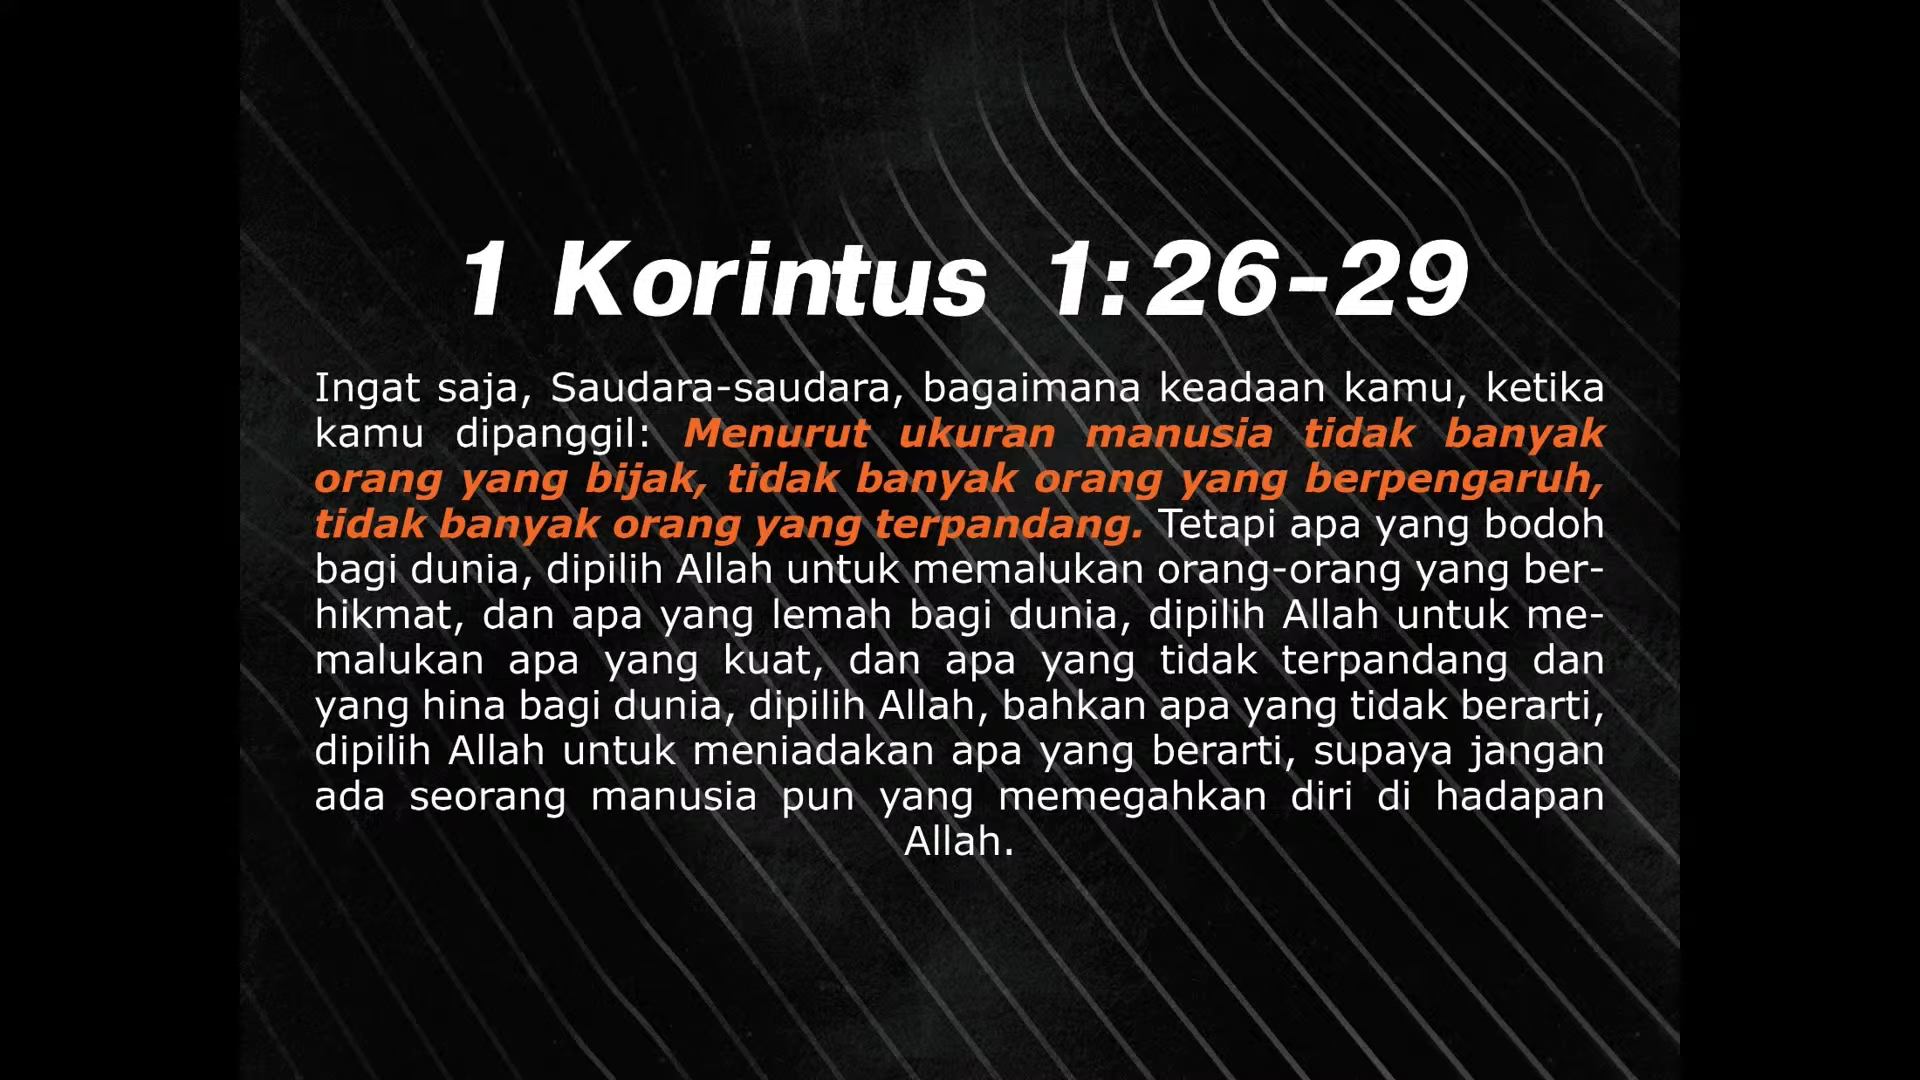 1 Korintus 1:26-29
Ingat saja, Saudara-saudara, bagaimana keadaan kamu, ketika
kamu dipanggil: Menurut ukuran manusia tidak banyak
orang yang bijak, tidak banyak orang yang berpengaruh,
tidak banyak orang yang terpandang. Tetapi apa yang bodoh
bagi dunia, dipilih Allah untuk memalukan orang-orang yang ber-
hikmat, dan apa yang lemah bagi dunia, dipilih Allah untuk me-
malukan apa yang kuat, dan apa yang tidak terpandang dan
yang hina bagi dunia, dipilih Allah, bahkan apa yang tidak berarti,
dipilih Allah untuk meniadakan apa yang berarti, supaya jangan
ada seorang manusia pun yang memegahkan diri di hadapan
Allah.